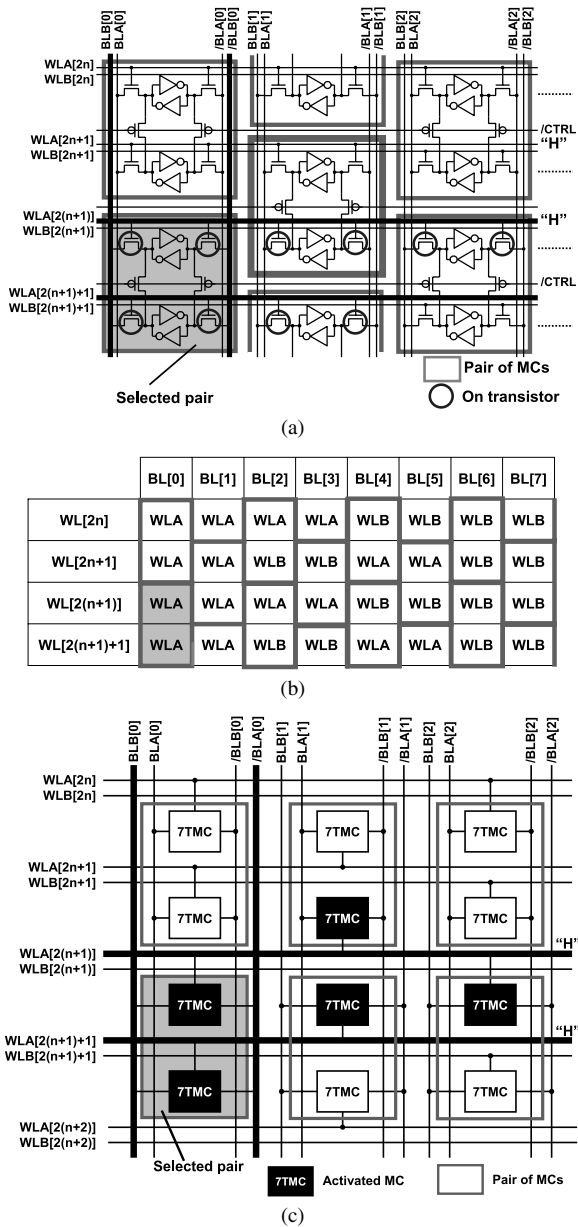 BLB[0] BLA[0] /BLA[0] /BLB[0] BLB[1] BLA[1] /BLA[1] /BLB[1] BLB[2] BLA[2] /BLA[2] /BLB[2]
WLA[2n]
WLB[2n]
/CTRL
WLA[2n+1] "H"
WLB[2n+1]
WLA[2(n+1)] "H"
WLB[2(n+1)]
/CTRL
WLA[2(n+1)+1]
WLB[2(n+1)+1]
Selected pair
Pair of MCs
On transistor
(a)
BL[0] BL[1] BL[2] BL[3] BL[4] BL[5] BL[6] BL[7]
WL[2n] WLA WLA WLA WLA WLB WLB WLB WLB
WL[2n+1] WLA WLA WLB WLB WLA WLA WLB WLB
WL[2(n+1)] WLA WLA WLA WLA WLB WLB WLB WLB
WL[2(n+1)+1] WLA WLA WLB WLB WLA WLA WLB WLB
(b)
BLB[0] BLA[0] /BLB[0] /BLA[0] BLB[1] BLA[1] /BLB[1] /BLA[1] BLB[2] BLA[2] /BLB[2] /BLA[2]
WLA[2n]
WLB[2n]
7TMC 7TMC 7TMC
WLA[2n+1]
WLB[2n+1]
7TMC 7TMC 7TMC
WLA[2(n+1)] "H"
WLB[2(n+1)]
7TMC 7TMC 7TMC
WLA[2(n+1)+1] "H"
WLB[2(n+1)+1]
7TMC 7TMC 7TMC
WLA[2(n+2)]
WLB[2(n+2)]
Selected pair
7TMC Activated MC
Pair of MCs
(c)